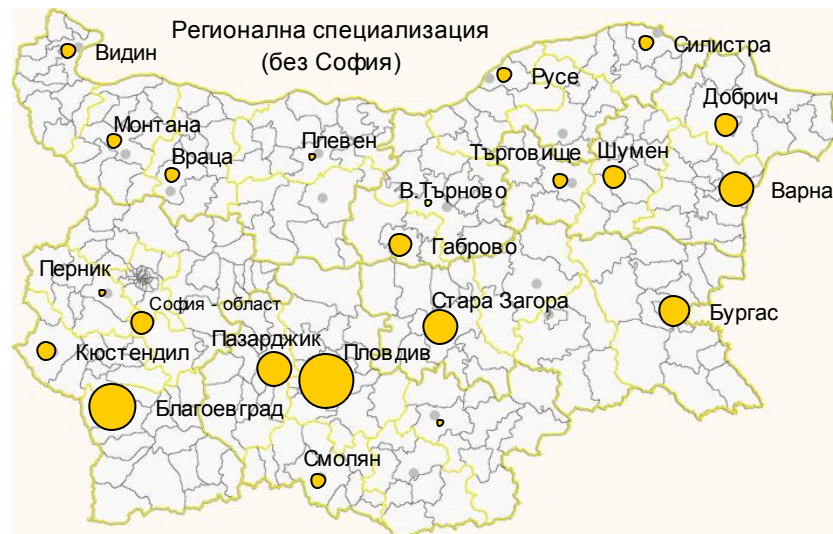 Регионална специализация
(без София)
Видин
Силистра
Русе
Добрич
Монтана
Плевен
Враца
Търговище
Шумен
В.Търново
Варна
Габрово
Перник
София - област
Стара Загора
Бургас
Пазарджик
Кюстендил
Пловдив
Благоевград
Смолян